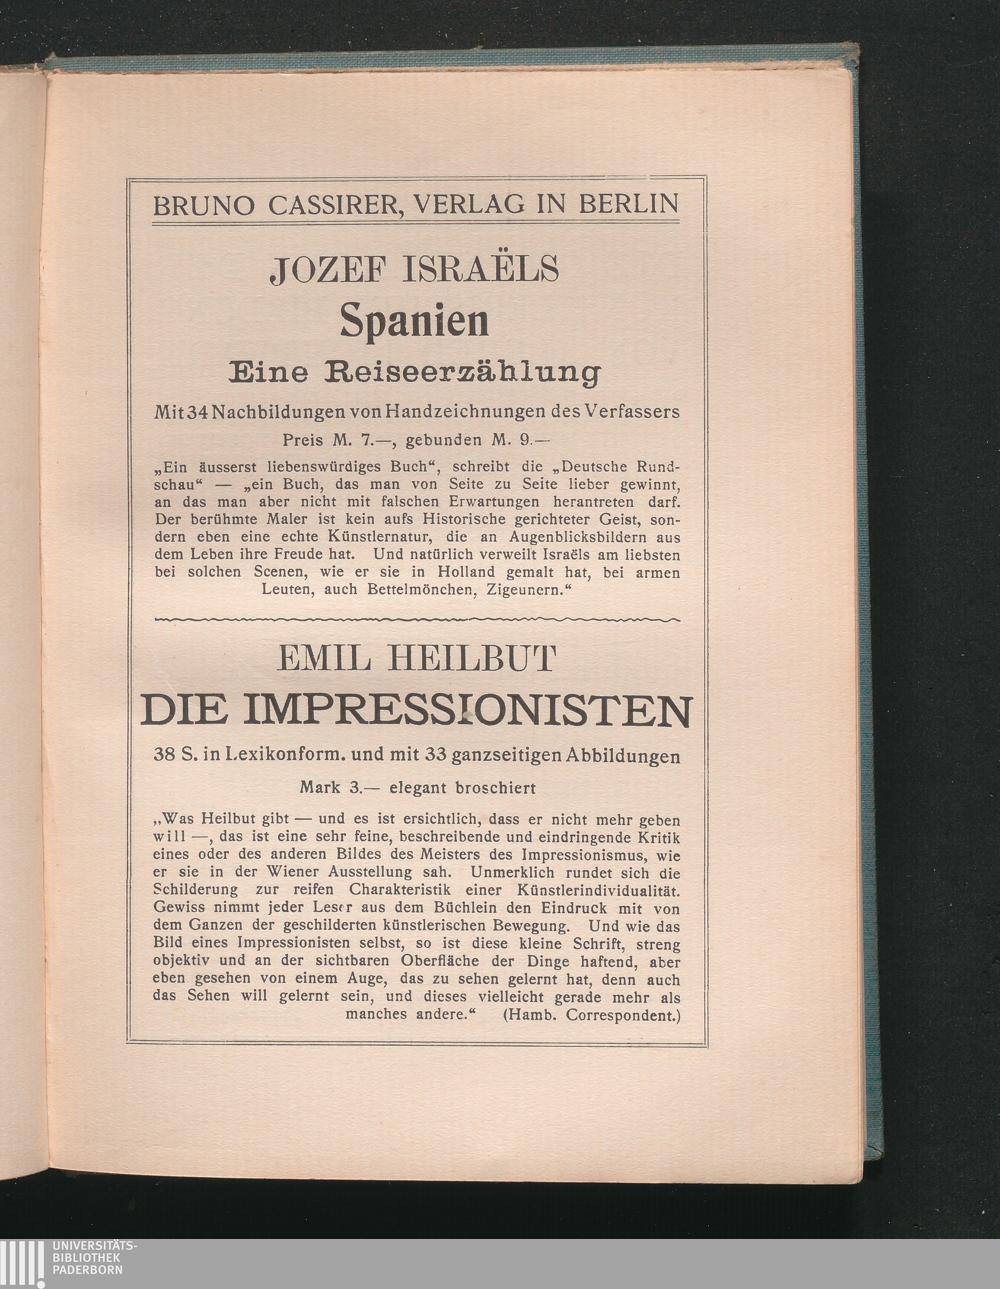 BRUNO CASSIRER, VERLAG IN BERLIN
JOZEF ISRAËLS
Spanien
Eine Reiseerzählung
Mit 34 Nachbildungen von Handzeichnungen des Verfassers
Preis M. 7.—, gebunden M. 9.—
„Ein äusserst liebenswürdiges Buch“, schreibt die „Deutsche Rund-
schau“ — „ein Buch, das man von Seite zu Seite lieber gewinnt,
an das man aber nicht mit falschen Erwartungen herantreten darf.
Der berühmte Maler ist kein aufs Historische gerichteter Geist, son-
dern eben eine echte Künstlernatur, die an Augenblicksbildern aus
dem Leben ihre Freude hat. Und natürlich verweilt Israëls am liebsten
bei solchen Scenen, wie er sie in Holland gemalt hat, bei armen
Leuten, auch Bettelmönchen, Zigeunern.“
EMIL HEILBUT
DIE IMPRESSIONISTEN
38 S. in Lexikonform. und mit 33 ganzseitigen Abbildungen
Mark 3.— elegant broschiert
„Was Heilbut gibt — und es ist ersichtlich, dass er nicht mehr geben
will —, das ist eine sehr feine, beschreibende und eindringende Kritik
eines oder des anderen Bildes des Meisters des Impressionismus, wie
er sie in der Wiener Ausstellung sah. Unmerklich rundet sich die
Schilderung zur reifen Charakteristik einer Künstlerindividualität.
Gewiss nimmt jeder Leser aus dem Büchlein den Eindruck mit von
dem Ganzen der geschilderten künstlerischen Bewegung. Und wie das
Bild eines Impressionisten selbst, so ist diese kleine Schrift, streng
objektiv und an der sichtbaren Oberfläche der Dinge haftend, aber
eben gesehen von einem Auge, das zu sehen gelernt hat, denn auch
das Sehen will gelernt sein, und dieses vielleicht gerade mehr als
manches andere.“ (Hamb. Correspondent.)
UNIVERSITÄTS-
BIBLIOTHEK
PADERBORN